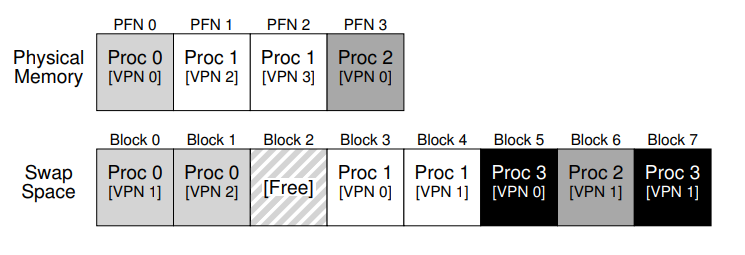 PFN 0 PFN 1 PFN 2 PFN 3
Physical Memory
Proc 0 Proc 1 Proc 1 Proc 2
[VPN 0] [VPN 2] [VPN 3] [VPN 0]
Block 0 Block 1 Block 2 Block 3 Block 4 Block 5 Block 6 Block 7
Swap Space
Proc 0 Proc 0 [Free] Proc 1 Proc 1 Proc 3 Proc 2 Proc 3
[VPN 1] [VPN 2] [VPN 0] [VPN 1] [VPN 0] [VPN 1] [VPN 1]